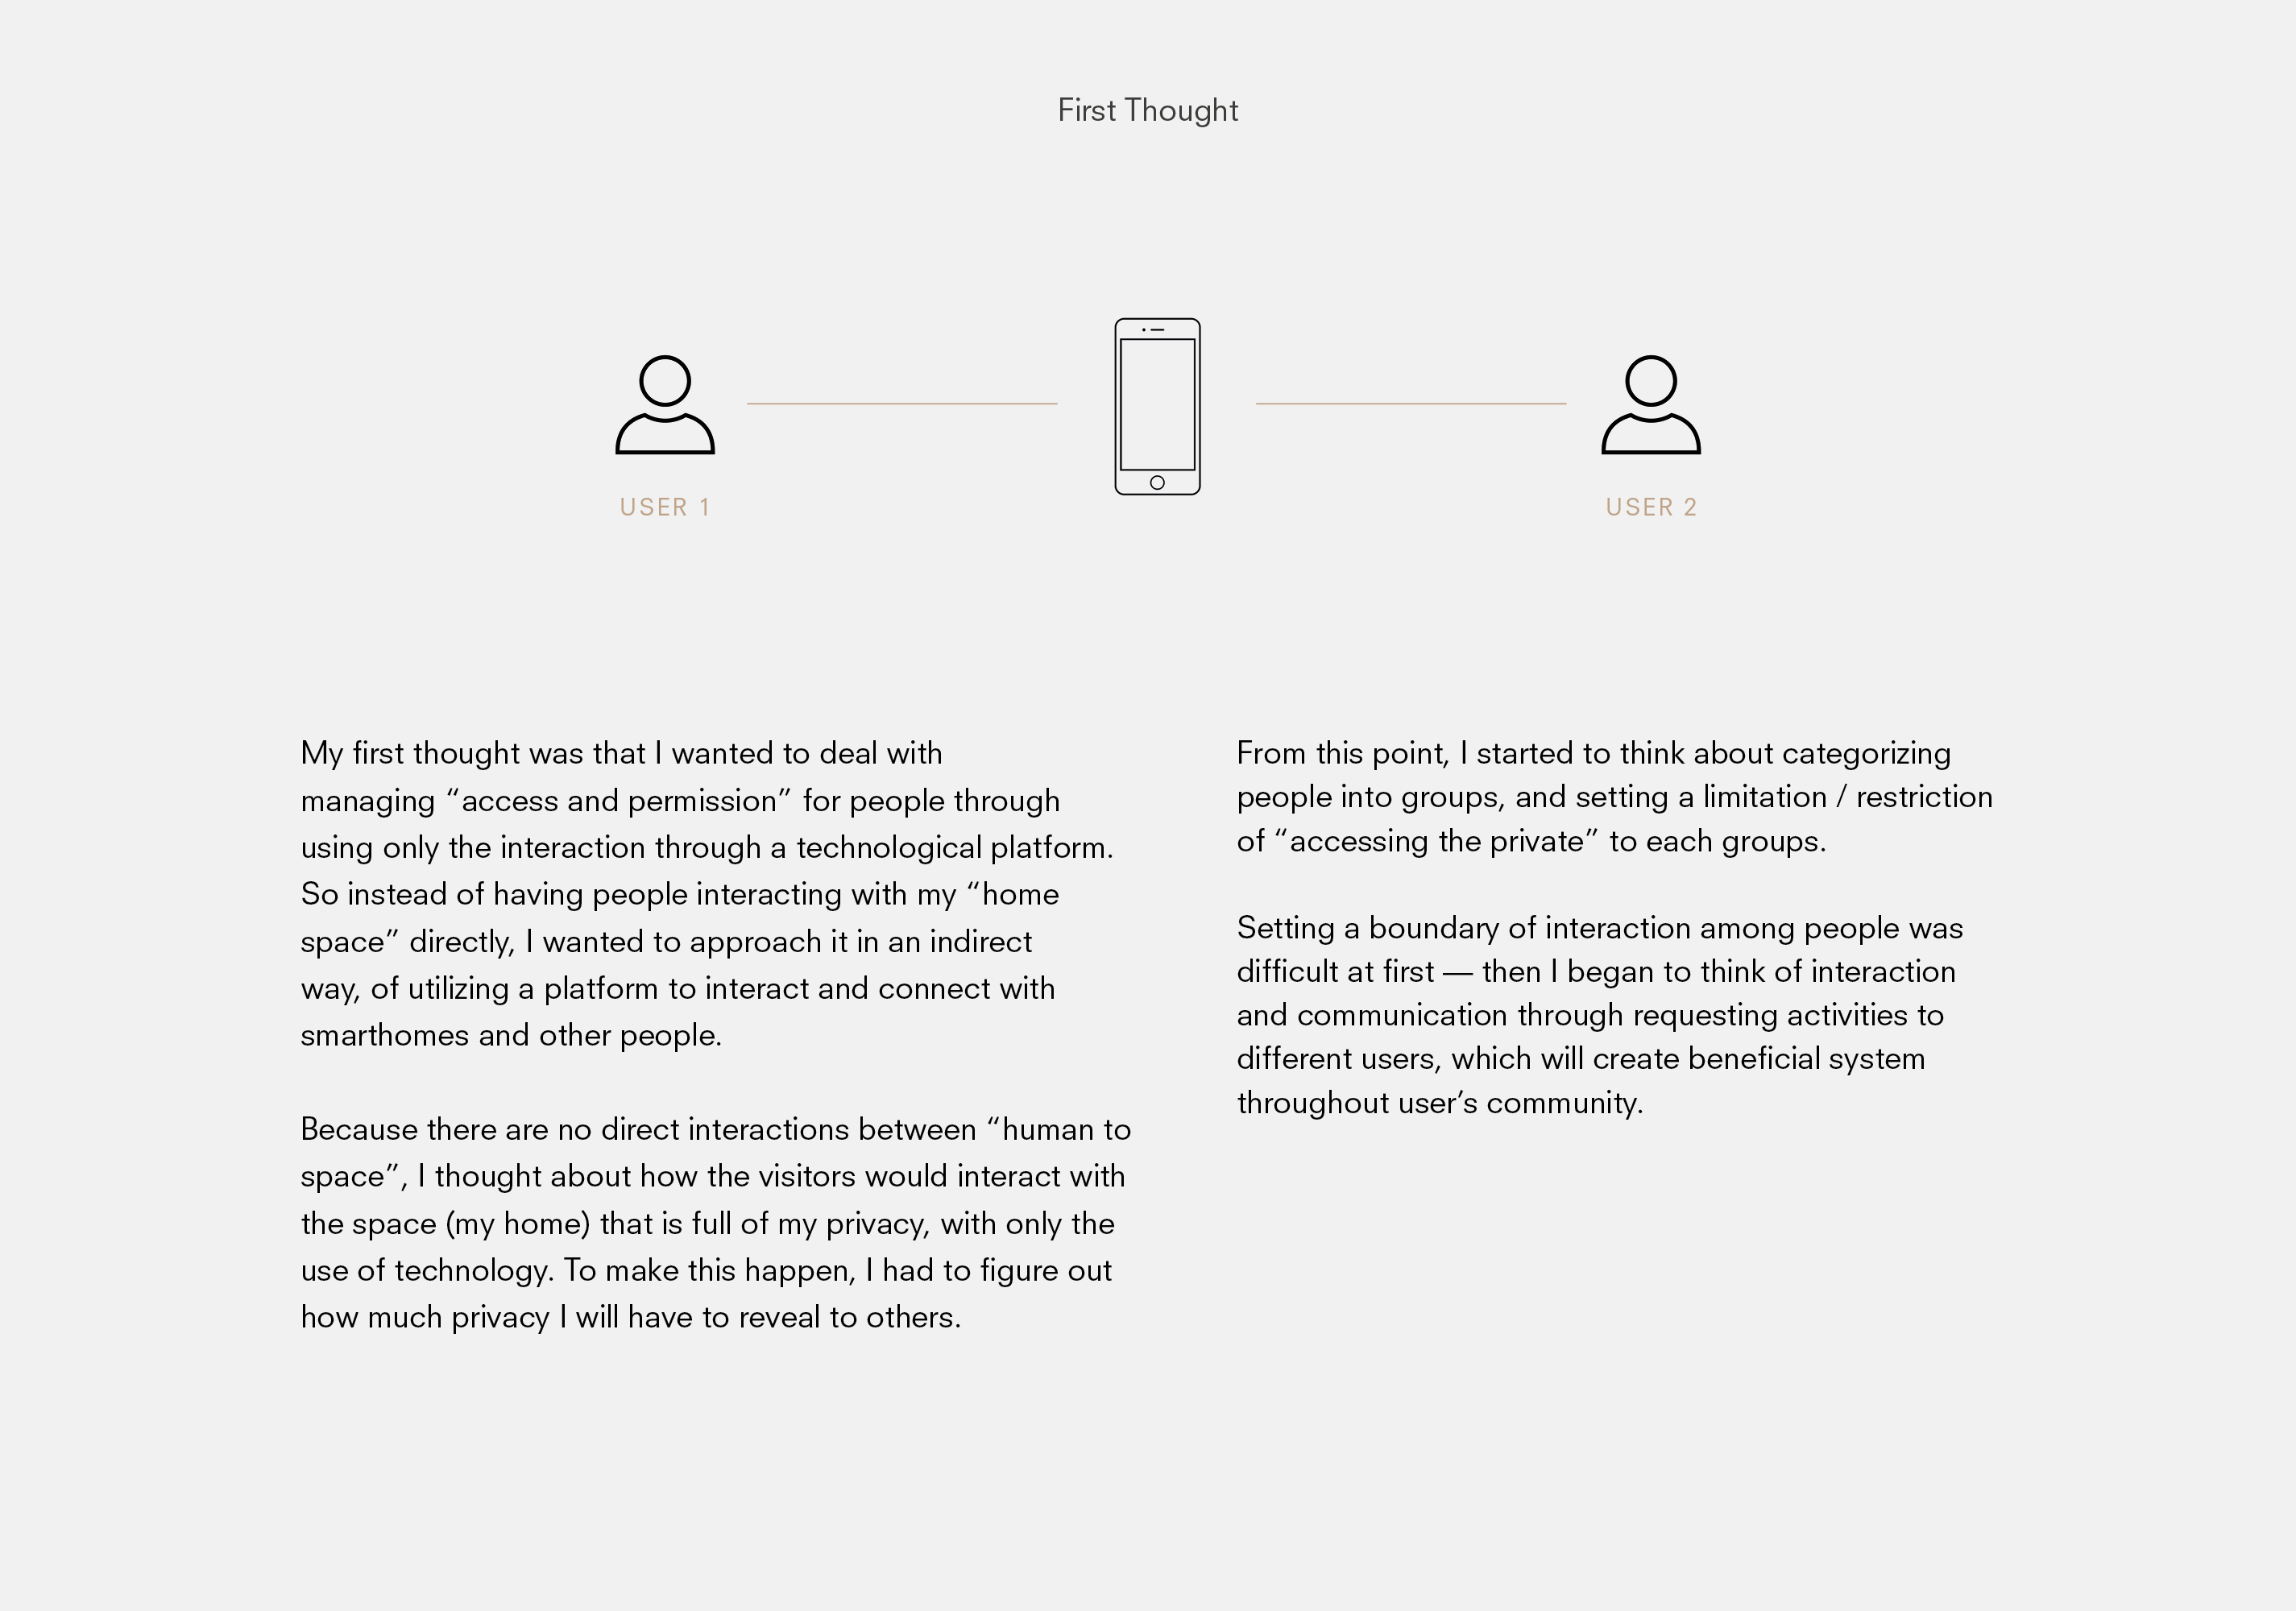 First Thought
USER 1
USER 2
My first thought was that I wanted to deal with
managing “access and permission” for people through
using only the interaction through a technological platform.
So instead of having people interacting with my “home
space” directly, I wanted to approach it in an indirect
way, of utilizing a platform to interact and connect with
smarthomes and other people.
Because there are no direct interactions between “human to
space”, I thought about how the visitors would interact with
the space (my home) that is full of my privacy, with only the
use of technology. To make this happen, I had to figure out
how much privacy I will have to reveal to others.
From this point, I started to think about categorizing
people into groups, and setting a limitation / restriction
of “accessing the private” to each groups.
Setting a boundary of interaction among people was
difficult at first — then I began to think of interaction
and communication through requesting activities to
different users, which will create beneficial system
throughout user’s community.